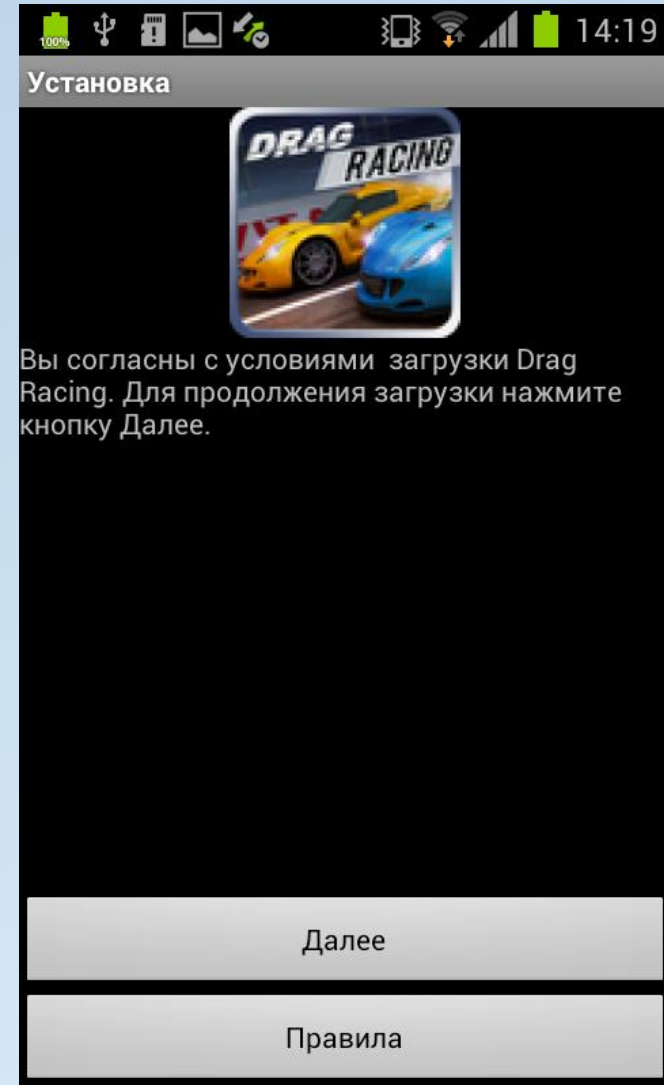 100%
14:19
Установка
DRAG
RACING
Вы согласны с условиями  загрузки Drag
Racing. Для продолжения загрузки нажмите
кнопку Далее.
Далее
Правила